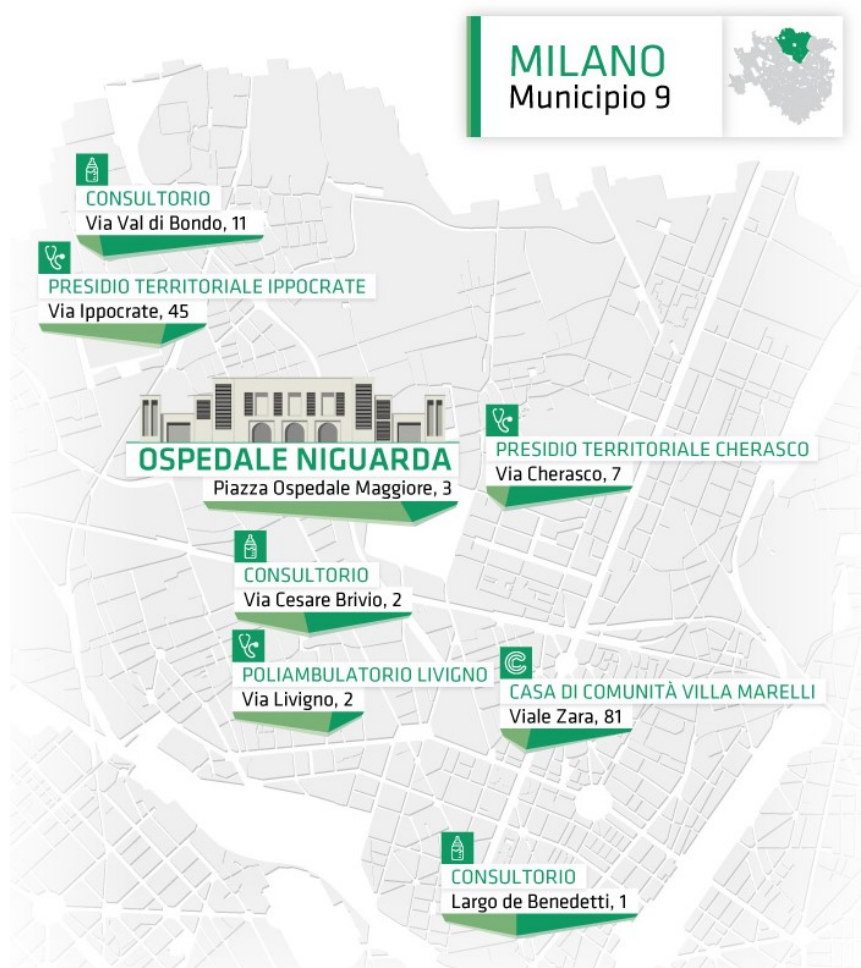 MILANO
Municipio 9
CONSULTORIO
Via Val di Bondo, 11
PRESIDIO TERRITORIALE IPPOCRATE
Via Ippocrate, 45
OSPEDALE NIGUARDA
Piazza Ospedale Maggiore, 3
PRESIDIO TERRITORIALE CHERASCO
Via Cherasco, 7
CONSULTORIO
Via Cesare Brivio, 2
POLIAMBULATORIO LIVIGNO
Via Livigno, 2
CASA DI COMUNITÀ VILLA MARELLI
Viale Zara, 81
CONSULTORIO
Largo de Benedetti, 1